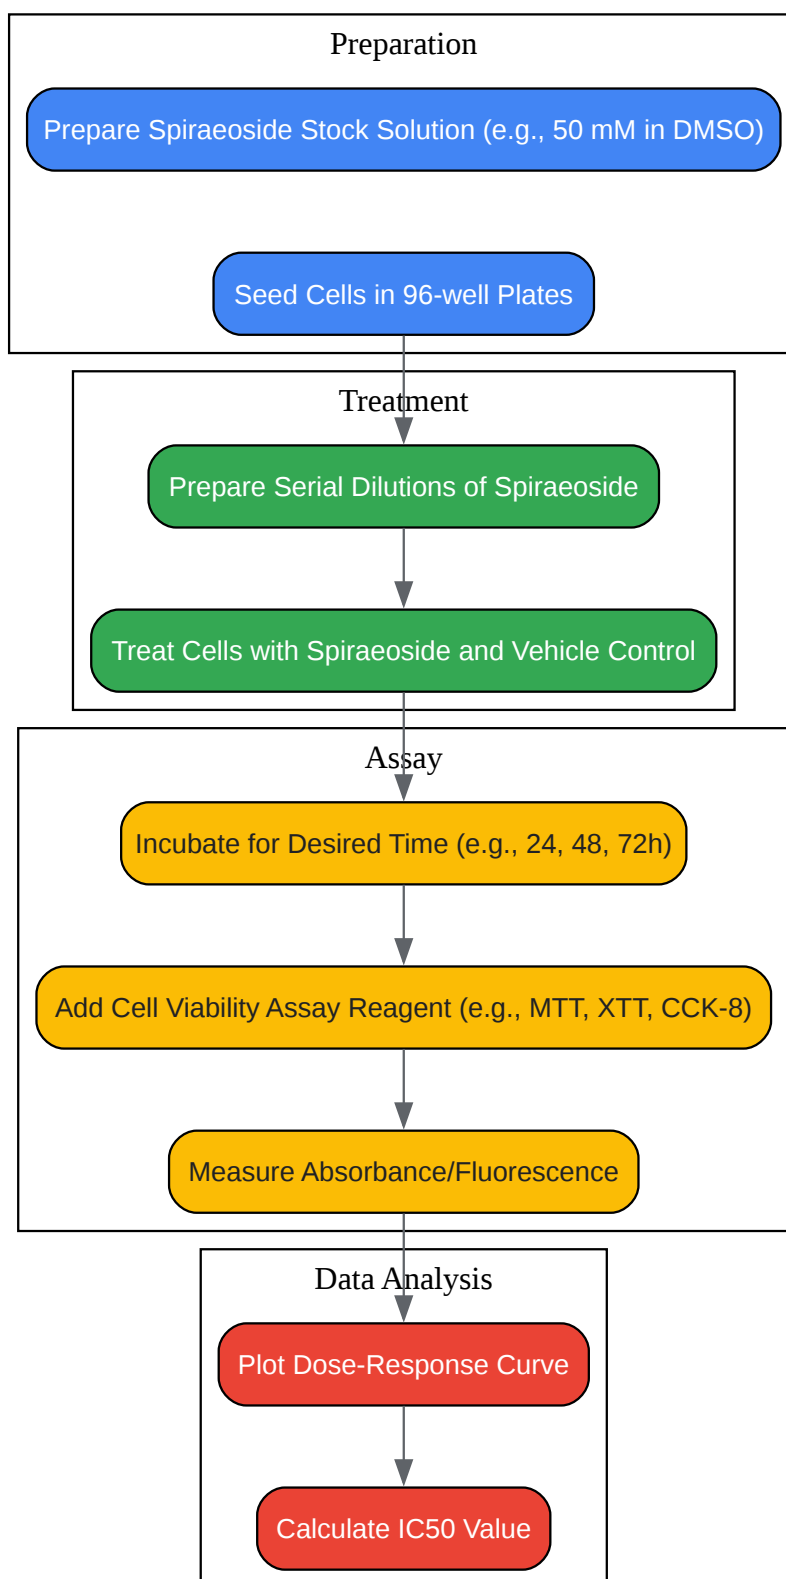 Preparation
Prepare Spiraeoside Stock Solution (e.g., 50 mM in DMSO)
Seed Cells in 96-well Plates
Treatment
Prepare Serial Dilutions of Spiraeoside
Treat Cells with Spiraeoside and Vehicle Control
Assay
Incubate for Desired Time (e.g., 24, 48, 72h)
Add Cell Viability Assay Reagent (e.g., MTT, XTT, CCK-8)
Measure Absorbance/Fluorescence
Data Analysis
Plot Dose-Response Curve
Calculate IC50 Value